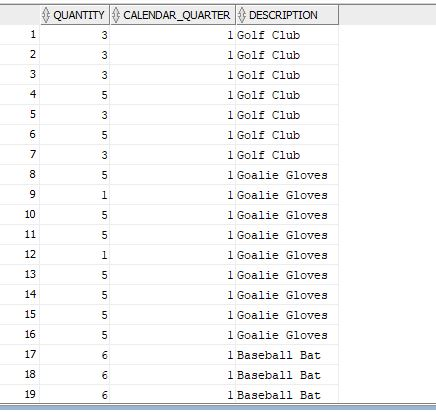 QUANTITY CALENDAR_QUARTER DESCRIPTION
1 3 1 Golf Club
2 3 1 Golf Club
3 3 1 Golf Club
4 5 1 Golf Club
5 3 1 Golf Club
6 5 1 Golf Club
7 3 1 Golf Club
8 5 1 Goalie Gloves
9 1 1 Goalie Gloves
10 5 1 Goalie Gloves
11 5 1 Goalie Gloves
12 1 1 Goalie Gloves
13 5 1 Goalie Gloves
14 5 1 Goalie Gloves
15 5 1 Goalie Gloves
16 5 1 Goalie Gloves
17 6 1 Baseball Bat
18 6 1 Baseball Bat
19 6 1 Baseball Bat